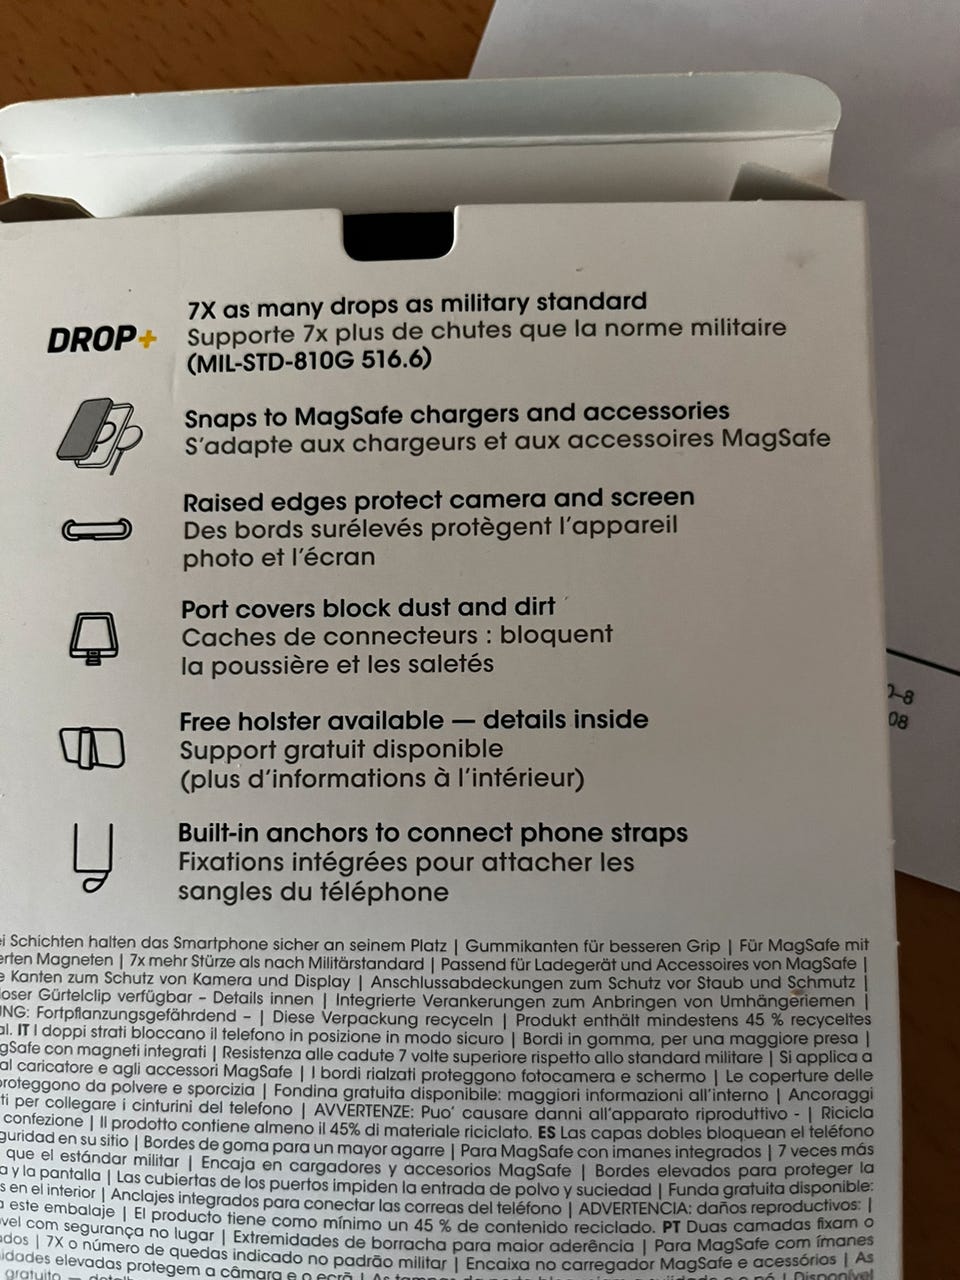 7X as many drops as military standard
DROP+
Supporte 7x plus de chutes que la norme militaire
(MIL-STD-810G 516.6)
Snaps to MagSafe chargers and accessories
S'adapte aux chargeurs et aux accessoires MagSafe
Raised edges protect camera and screen
Des bords surélevés protègent l'appareil
photo et l'écran
Port covers block dust and dirt
Caches de connecteurs : bloquent
la poussière et les saletés
Free holster available — details inside
Support gratuit disponible
(plus d'informations à l'intérieur)
Built-in anchors to connect phone straps
Fixations intégrées pour attacher les
sangles du téléphone
Schichten halten das Smartphone sicher an seinem Platz | Gummikanten für besseren Grip | Für MagSafe mit
Magneten | 7x mehr Stürze als nach Militärstandard | Passend für Ladegerät und Accessoires von MagSafe |
Kanten zum Schutz von Kamera und Display | Anschlussabdeckungen zum Schutz vor Staub und Schmutz |
Gürtelclip verfügbar – Details innen | Integrierte Verankerungen zum Anbringen von Umhängeriemen |
Fortpflanzungsgefährdend – | Diese Verpackung recyceln | Produkt enthält mindestens 45 % recyceltes
IT I doppi strati bloccano il telefono in posizione in modo sicuro | Bordi in gomma, per una maggiore presa |
con magneti integrati | Resistenza alle cadute 7 volte superiore rispetto allo standard militare | Si applica a
al caricatore e agli accessori MagSafe | I bordi rialzati proteggono fotocamera e schermo | Le coperture delle
proteggono da polvere e sporcizia | Fondina gratuita disponibile: maggiori informazioni all'interno | Ancoraggi
per collegare i cinturini del telefono | AVVERTENZE: Puo' causare danni all'apparato riproduttivo - | Ricicla
confezione | Il prodotto contiene almeno il 45% di materiale riciclato. ES Las capas dobles bloquean el teléfono
en su sitio | Bordes de goma para un mayor agarre | Para MagSafe con imanes integrados | 7 veces más
que el estándar militar | Encaja en cargadores y accesorios MagSafe | Bordes elevados para proteger la
y la pantalla | Las cubiertas de los puertos impiden la entrada de polvo y suciedad | Funda gratuita disponible:
en el interior | Anclajes integrados para conectar las correas del teléfono | ADVERTENCIA: daños reproductivos: |
este embalaje | El producto tiene como mínimo un 45 % de contenido reciclado. PT Duas camadas fixam o
com segurança no lugar | Extremidades de borracha para maior aderência | Para MagSafe com ímanes
| 7X o número de quedas indicado no padrão militar | Encaixa no carregador MagSafe e acessórios | As
elevadas protegem a câmara e o ecrã | As
gratuito —
08